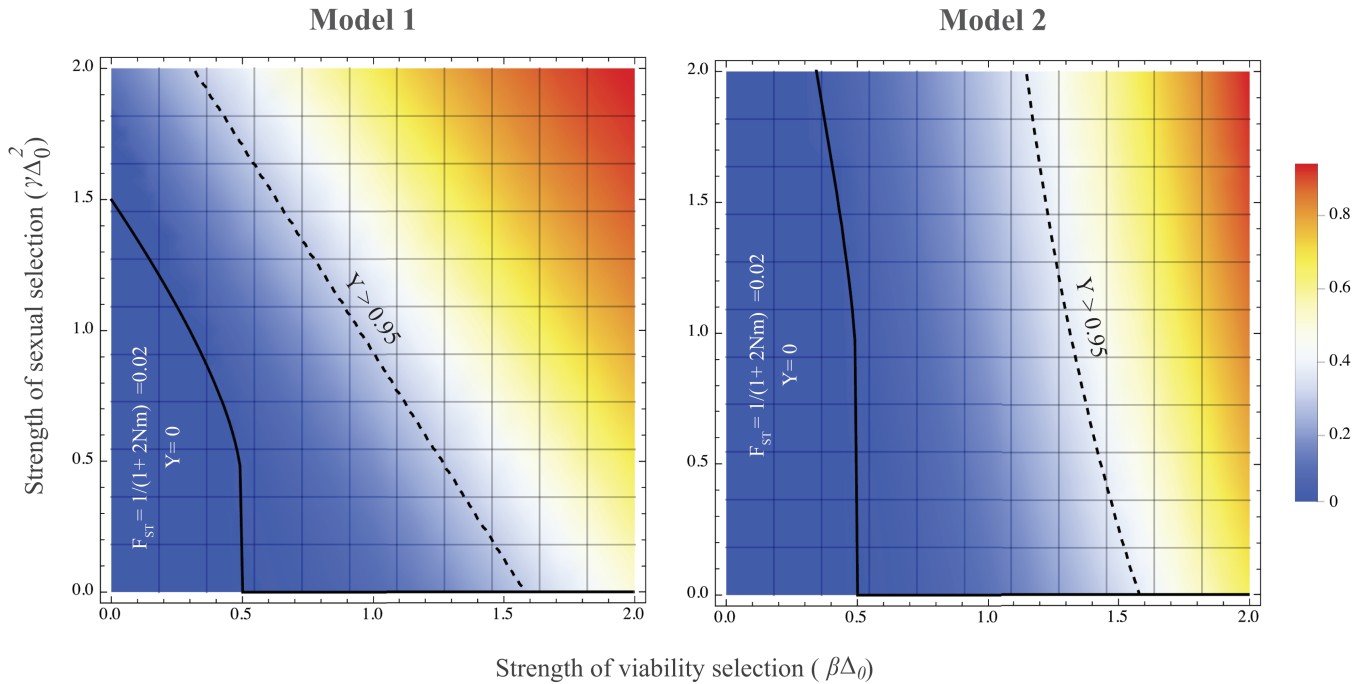 Model 1
Model 2
Strength of sexual selection (γΔ₀²)
2.0
1.5
1.0
0.5
0.0
0.0
0.5
1.0
1.5
2.0
F_ST = 1/(1+ 2Nm) =0.02
Y= 0
Y > 0.95
2.0
1.5
1.0
0.5
0.0
0.0
0.5
1.0
1.5
2.0
F_ST = 1/(1+ 2Nm) =0.02
Y= 0
Y > 0.95
0.8
0.6
0.4
0.2
0
Strength of viability selection ( βΔ₀)